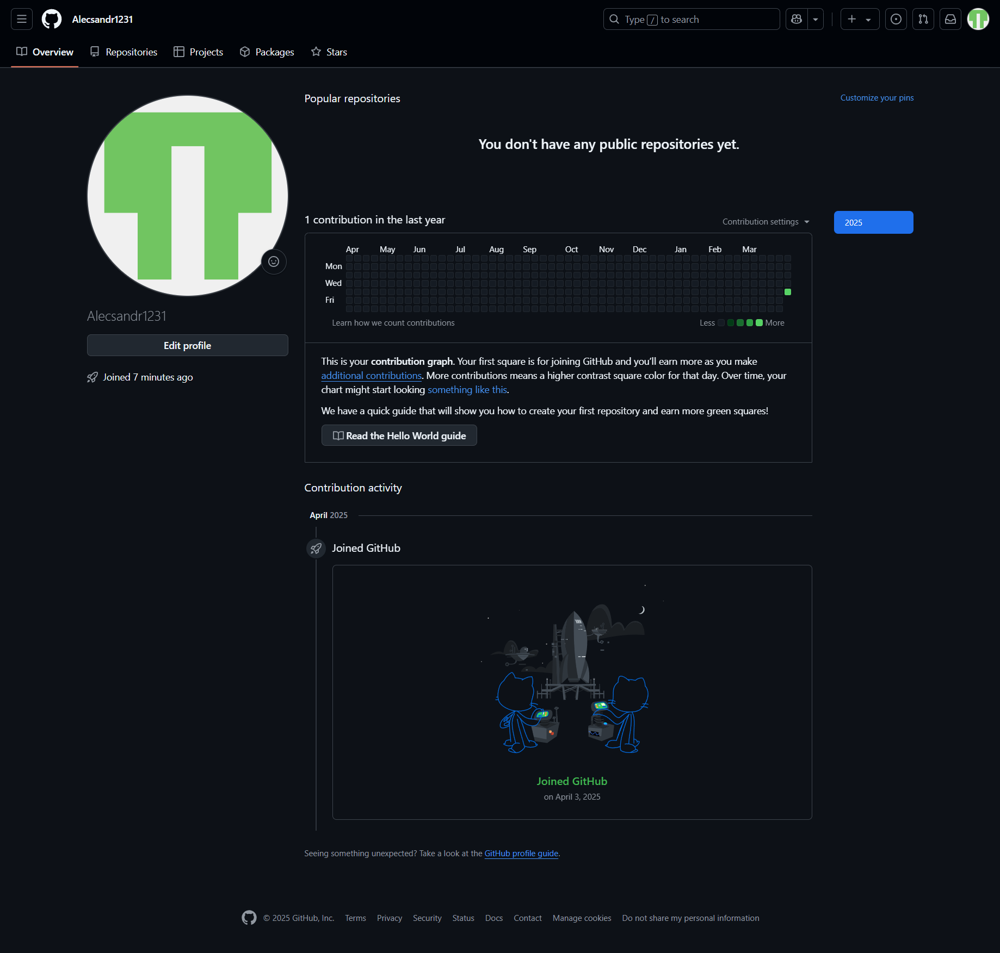 Alecsandr1231
Type / to search
Overview
Repositories
Projects
Packages
Stars
Alecsandr1231
Edit profile
Joined 7 minutes ago
Popular repositories
Customize your pins
You don't have any public repositories yet.
1 contribution in the last year
Contribution settings
2025
Apr May Jun Jul Aug Sep Oct Nov Dec Jan Feb Mar
Mon
Wed
Fri
Learn how we count contributions
Less More
This is your contribution graph. Your first square is for joining GitHub and you’ll earn more as you make
additional contributions. More contributions means a higher contrast square color for that day. Over time, your
chart might start looking something like this.
We have a quick guide that will show you how to create your first repository and earn more green squares!
Read the Hello World guide
Contribution activity
April 2025
Joined GitHub
Joined GitHub
on April 3, 2025
Seeing something unexpected? Take a look at the GitHub profile guide.
© 2025 GitHub, Inc. Terms Privacy Security Status Docs Contact Manage cookies Do not share my personal information